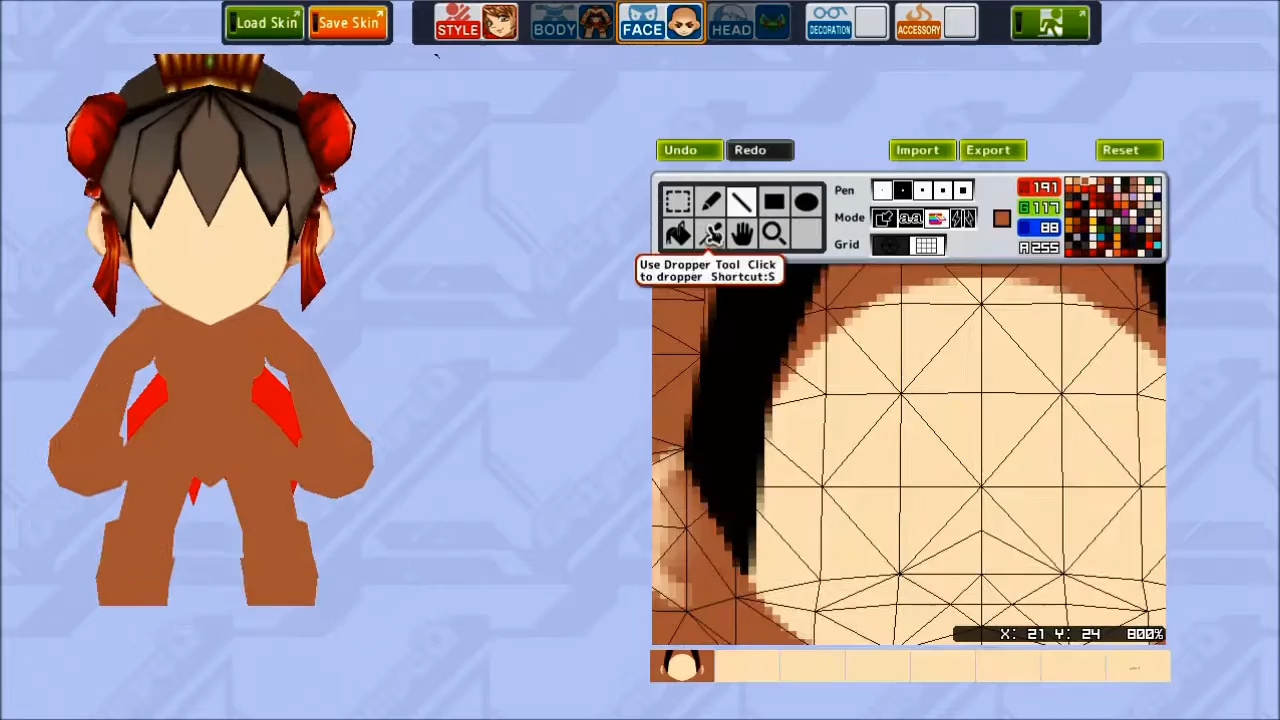 Load Skin
Save Skin
STYLE
BODY
FACE
HEAD
DECORATION
ACCESSORY
Undo
Redo
Import
Export
Reset
Pen
Mode
aa
Grid
R 191
G 117
B 88
A 255
Use Dropper Tool Click
to dropper Shortcut:S
X: 21 Y: 24 800%